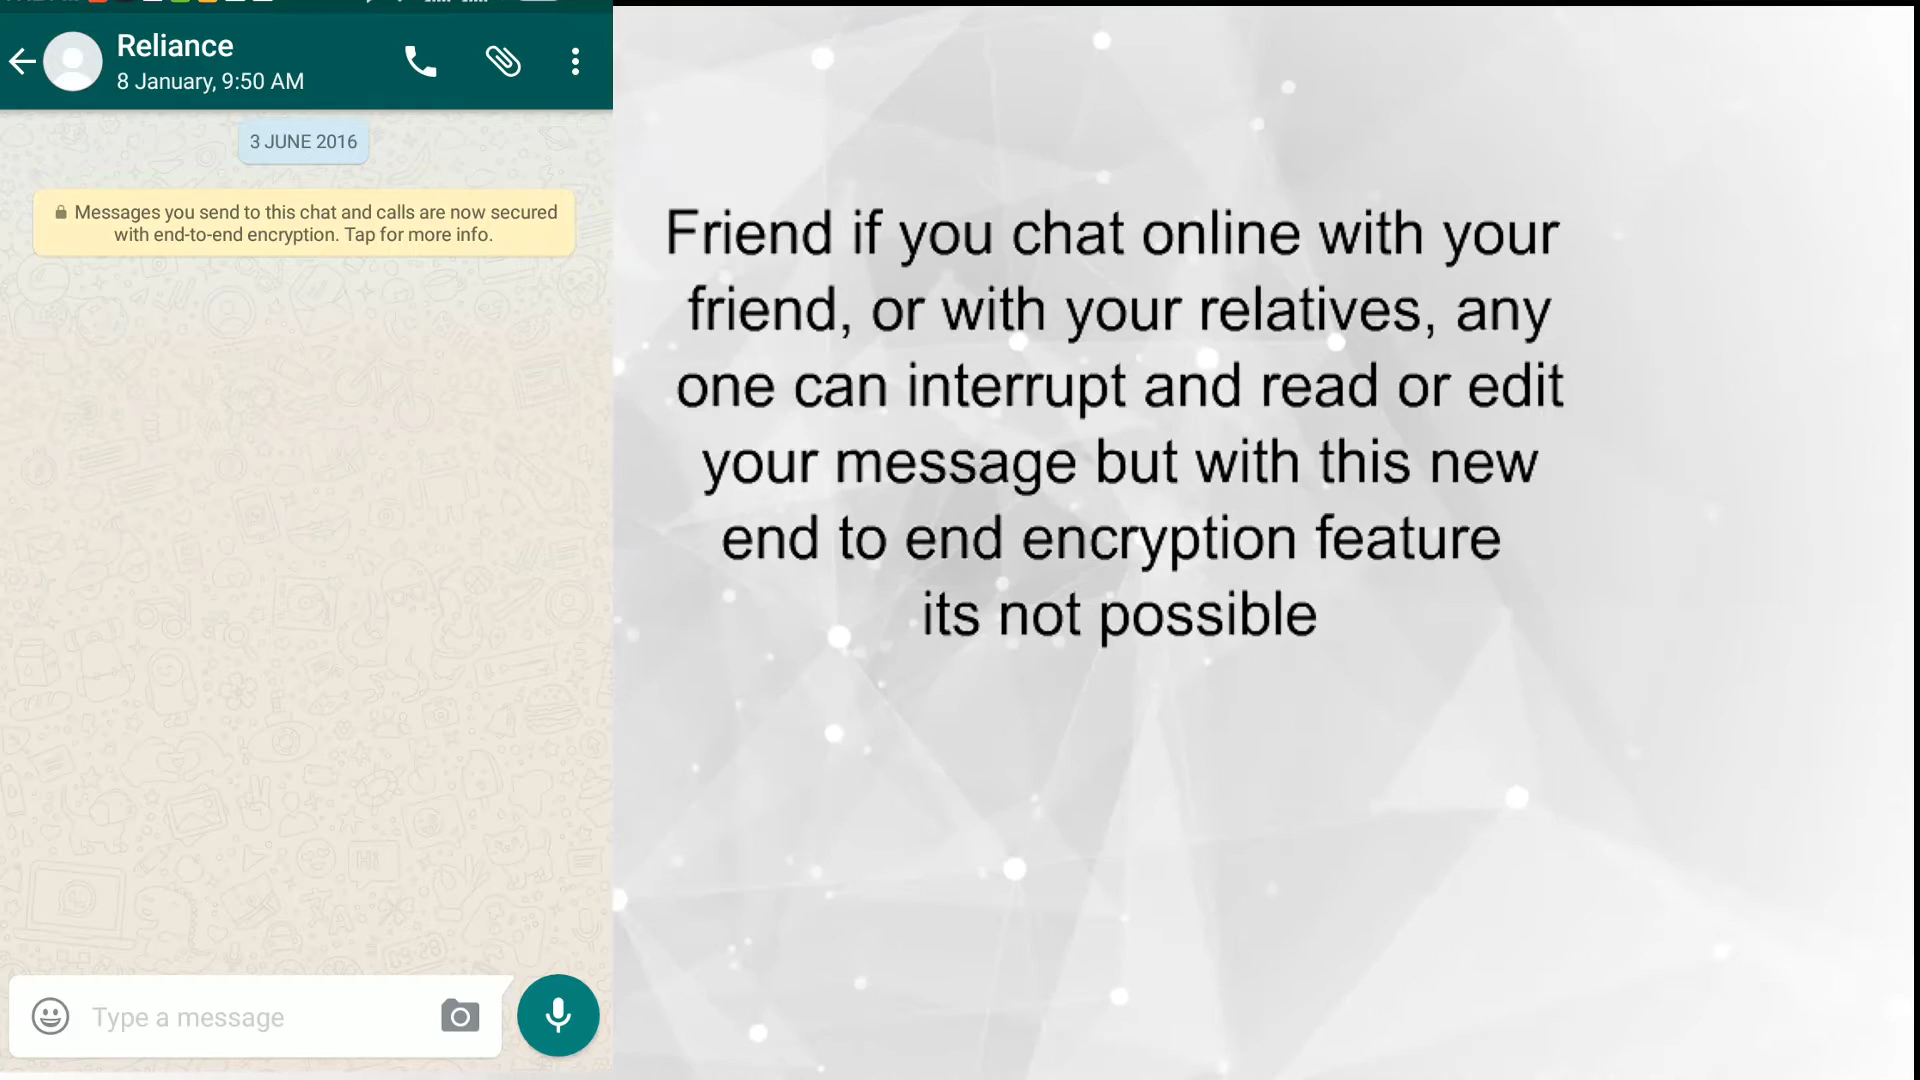 Reliance
8 January, 9:50 AM
3 JUNE 2016
Messages you send to this chat and calls are now secured
with end-to-end encryption. Tap for more info.
Type a message
Friend if you chat online with your
friend, or with your relatives, any
one can interrupt and read or edit
your message but with this new
end to end encryption feature
its not possible